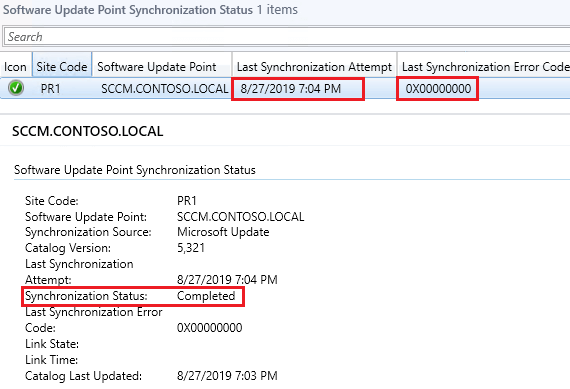 Software Update Point Synchronization Status 1 items
Search
Icon Site Code Software Update Point Last Synchronization Attempt Last Synchronization Error Code
PR1 SCCM.CONTOSO.LOCAL 8/27/2019 7:04 PM 0X00000000
SCCM.CONTOSO.LOCAL
Software Update Point Synchronization Status
Site Code: PR1
Software Update Point: SCCM.CONTOSO.LOCAL
Synchronization Source: Microsoft Update
Catalog Version: 5,321
Last Synchronization
Attempt: 8/27/2019 7:04 PM
Synchronization Status: Completed
Last Synchronization Error
Code: 0X00000000
Link State:
Link Time:
Catalog Last Updated: 8/27/2019 7:03 PM